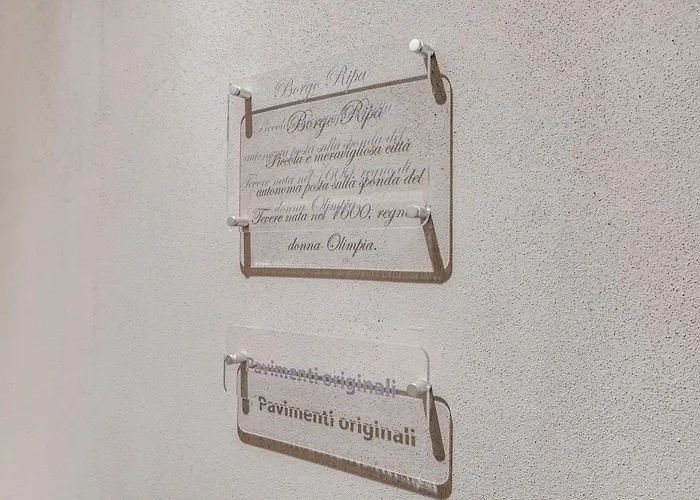 Borgo Ripa
Piccola e meravigliosa città
autonoma posta sulla sponda del
Tevere nata nel 1600, regno di
donna Olimpia.
Pavimenti originali